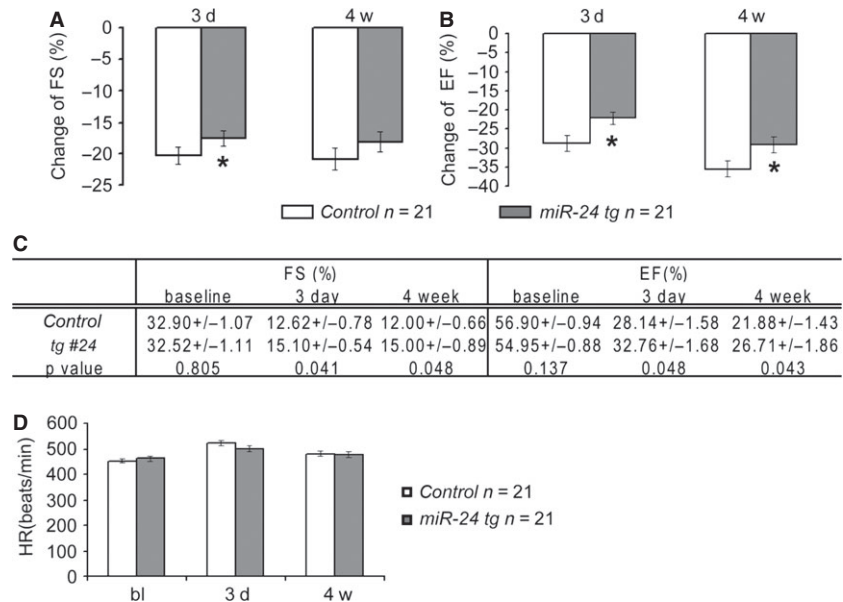 A
3 d
4 w
Change of FS (%)
0
–5
–10
–15
–20
–25
*
B
3 d
4 w
Change of EF (%)
0
–5
–10
–15
–20
–25
–30
–35
–40
*
*
Control n = 21
miR-24 tg n = 21
C
FS (%) EF(%)
baseline 3 day 4 week baseline 3 day 4 week
Control 32.90+/–1.07 12.62+/–0.78 12.00+/–0.66 56.90+/–0.94 28.14+/–1.58 21.88+/–1.43
tg #24 32.52+/–1.11 15.10+/–0.54 15.00+/–0.89 54.95+/–0.88 32.76+/–1.68 26.71+/–1.86
p value 0.805 0.041 0.048 0.137 0.048 0.043
D
HR(beats/min)
600
500
400
300
200
100
0
bl 3 d 4 w
Control n = 21
miR-24 tg n = 21